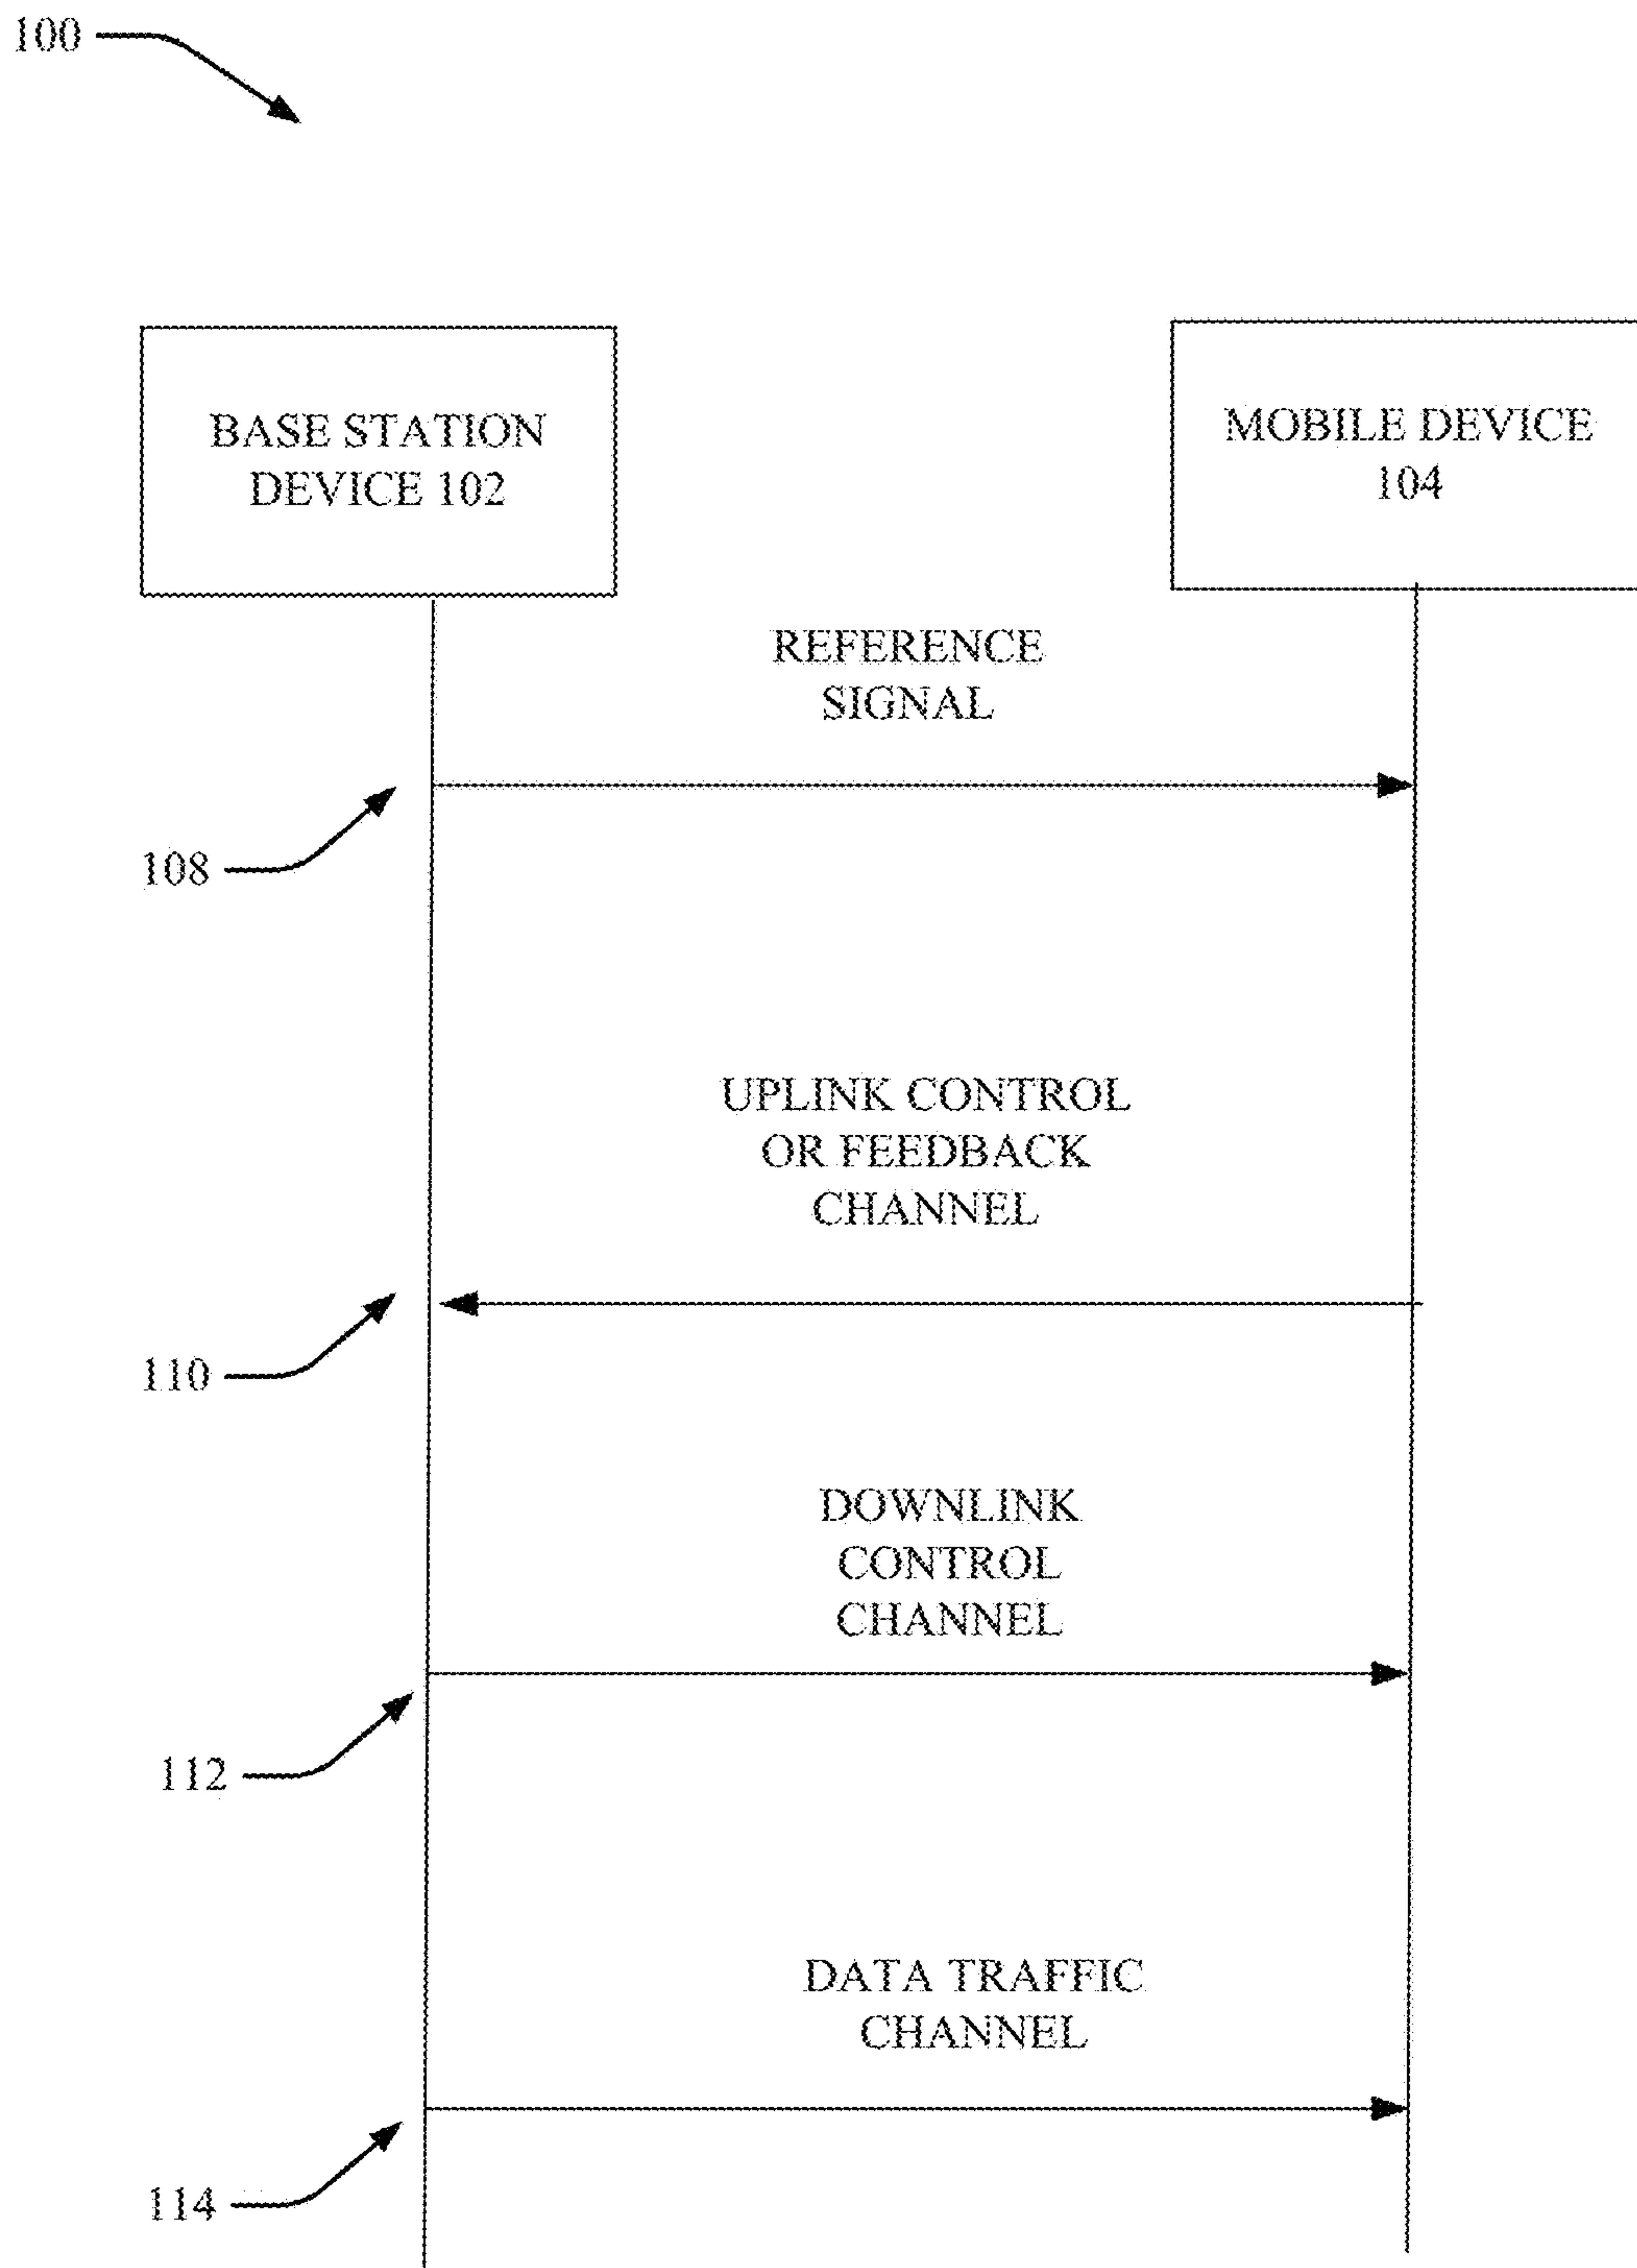 100
BASE STATION
DEVICE 102
MOBILE DEVICE
104
REFERENCE
SIGNAL
108
UPLINK CONTROL
OR FEEDBACK
CHANNEL
110
DOWNLINK
CONTROL
CHANNEL
112
DATA TRAFFIC
CHANNEL
114